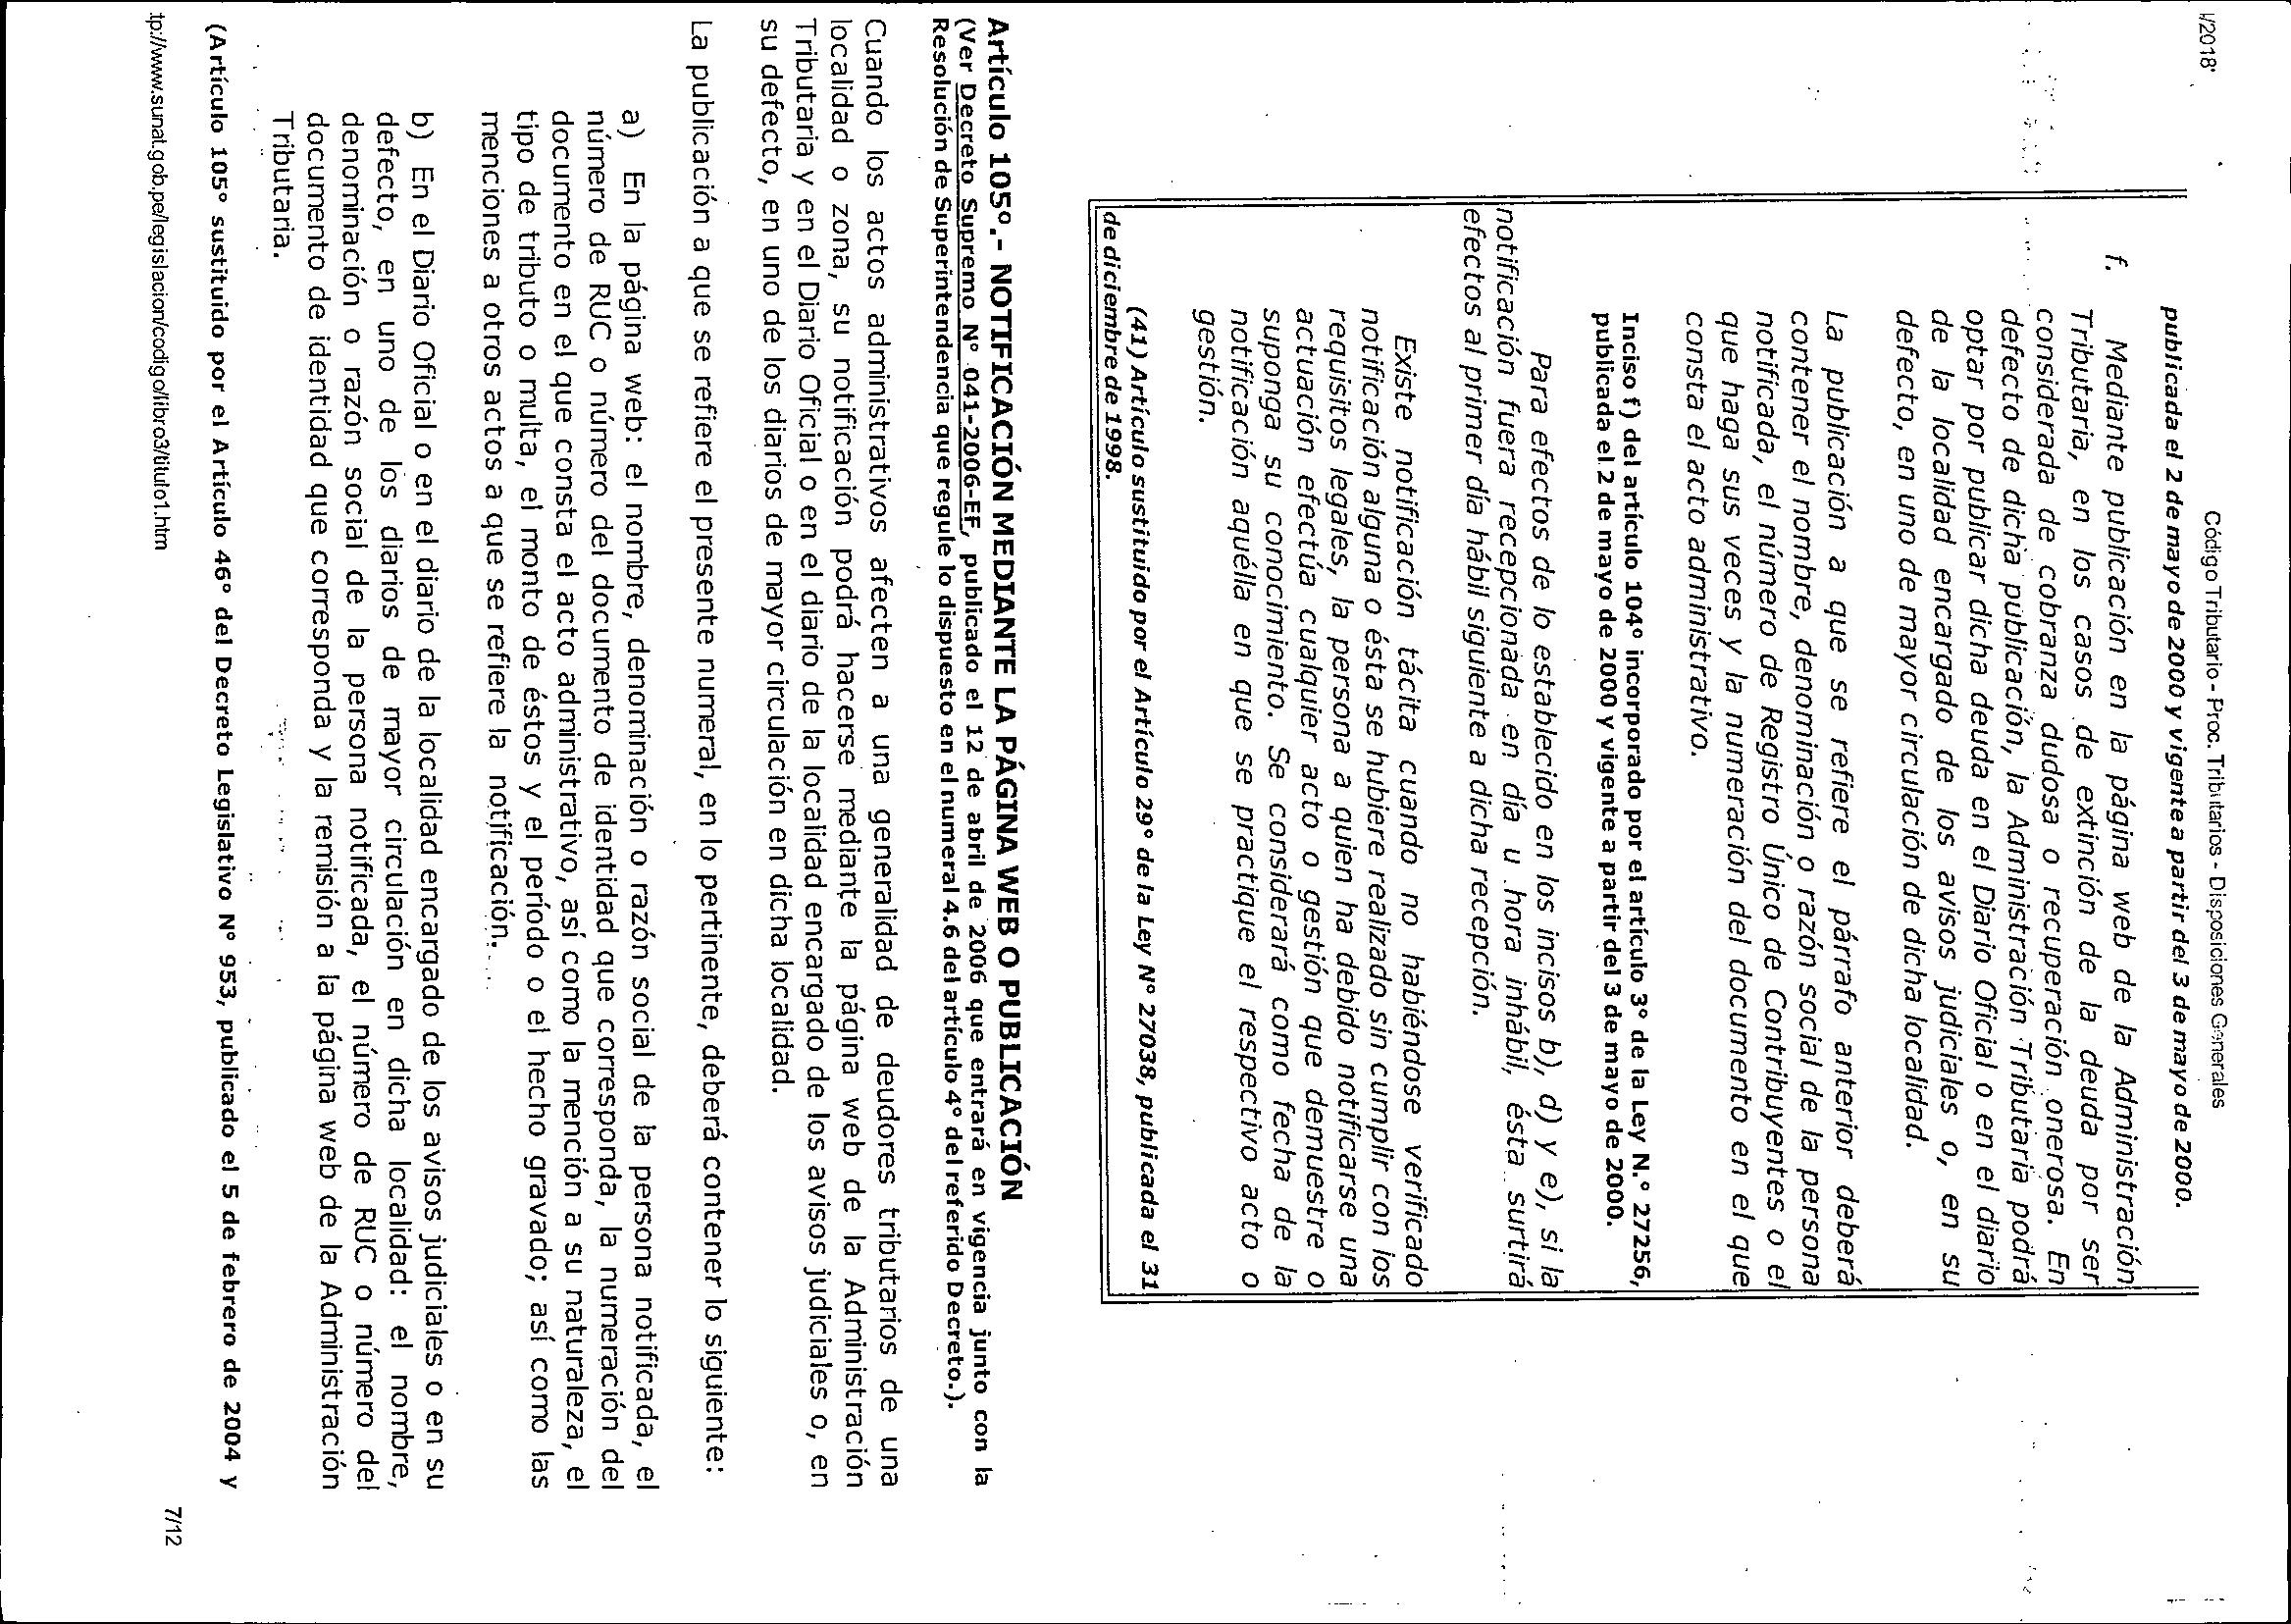 /2018
Código Tributario - Proc. Tributarios - Disposiciones Generales
publicada el 2 de mayo de 2000 y vigente a partir del 3 de mayo de 2000.
f. Mediante publicación en la página web de la Administración
Tributaria, en los casos de extinción de la deuda por ser
considerada de cobranza dudosa o recuperación onerosa. En
defecto de dicha publicación, la Administración Tributaria podrá
optar por publicar dicha deuda en el Diario Oficial o en el diario
de la localidad encargado de los avisos judiciales o, en su
defecto, en uno de mayor circulación de dicha localidad.
La publicación a que se refiere el párrafo anterior deberá
contener el nombre, denominación o razón social de la persona
notificada, el número de Registro Único de Contribuyentes o el
que haga sus veces y la numeración del documento en el que
consta el acto administrativo.
Inciso f) del artículo 104° incorporado por el artículo 3° de la Ley N.° 27256,
publicada el 2 de mayo de 2000 y vigente a partir del 3 de mayo de 2000.
Para efectos de lo establecido en los incisos b), d) y e), si la
notificación fuera recepcionada en día u hora inhábil, ésta surtirá
efectos al primer día hábil siguiente a dicha recepción.
Existe notificación tácita cuando no habiéndose verificado
notificación alguna o ésta se hubiere realizado sin cumplir con los
requisitos legales, la persona a quien ha debido notificarse una
actuación efectúa cualquier acto o gestión que demuestre o
suponga su conocimiento. Se considerará como fecha de la
notificación aquélla en que se practique el respectivo acto o
gestión.
(41) Artículo sustituido por el Artículo 29° de la Ley N° 27038, publicada el 31
de diciembre de 1998.
Artículo 105°.- NOTIFICACIÓN MEDIANTE LA PÁGINA WEB O PUBLICACIÓN
(Ver Decreto Supremo N° 041-2006-EF, publicado el 12 de abril de 2006 que entrará en vigencia junto con la
Resolución de Superintendencia que regule lo dispuesto en el numeral 4.6 del artículo 4° del referido Decreto.).
Cuando los actos administrativos afecten a una generalidad de deudores tributarios de una
localidad o zona, su notificación podrá hacerse mediante la página web de la Administración
Tributaria y en el Diario Oficial o en el diario de la localidad encargado de los avisos judiciales o, en
su defecto, en uno de los diarios de mayor circulación en dicha localidad.
La publicación a que se refiere el presente numeral, en lo pertinente, deberá contener lo siguiente:
a) En la página web: el nombre, denominación o razón social de la persona notificada, el
número de RUC o número del documento de identidad que corresponda, la numeración del
documento en el que consta el acto administrativo, así como la mención a su naturaleza, el
tipo de tributo o multa, el monto de éstos y el período o el hecho gravado; así como las
menciones a otros actos a que se refiere la notificación.
b) En el Diario Oficial o en el diario de la localidad encargado de los avisos judiciales o en su
defecto, en uno de los diarios de mayor circulación en dicha localidad: el nombre,
denominación o razón social de la persona notificada, el número de RUC o número del
documento de identidad que corresponda y la remisión a la página web de la Administración
Tributaria.
(Artículo 105° sustituido por el Artículo 46° del Decreto Legislativo N° 953, publicado el 5 de febrero de 2004 y
tp://www.sunat.gob.pe/legislacion/codigo/libro3/titulo1.htm
7/12